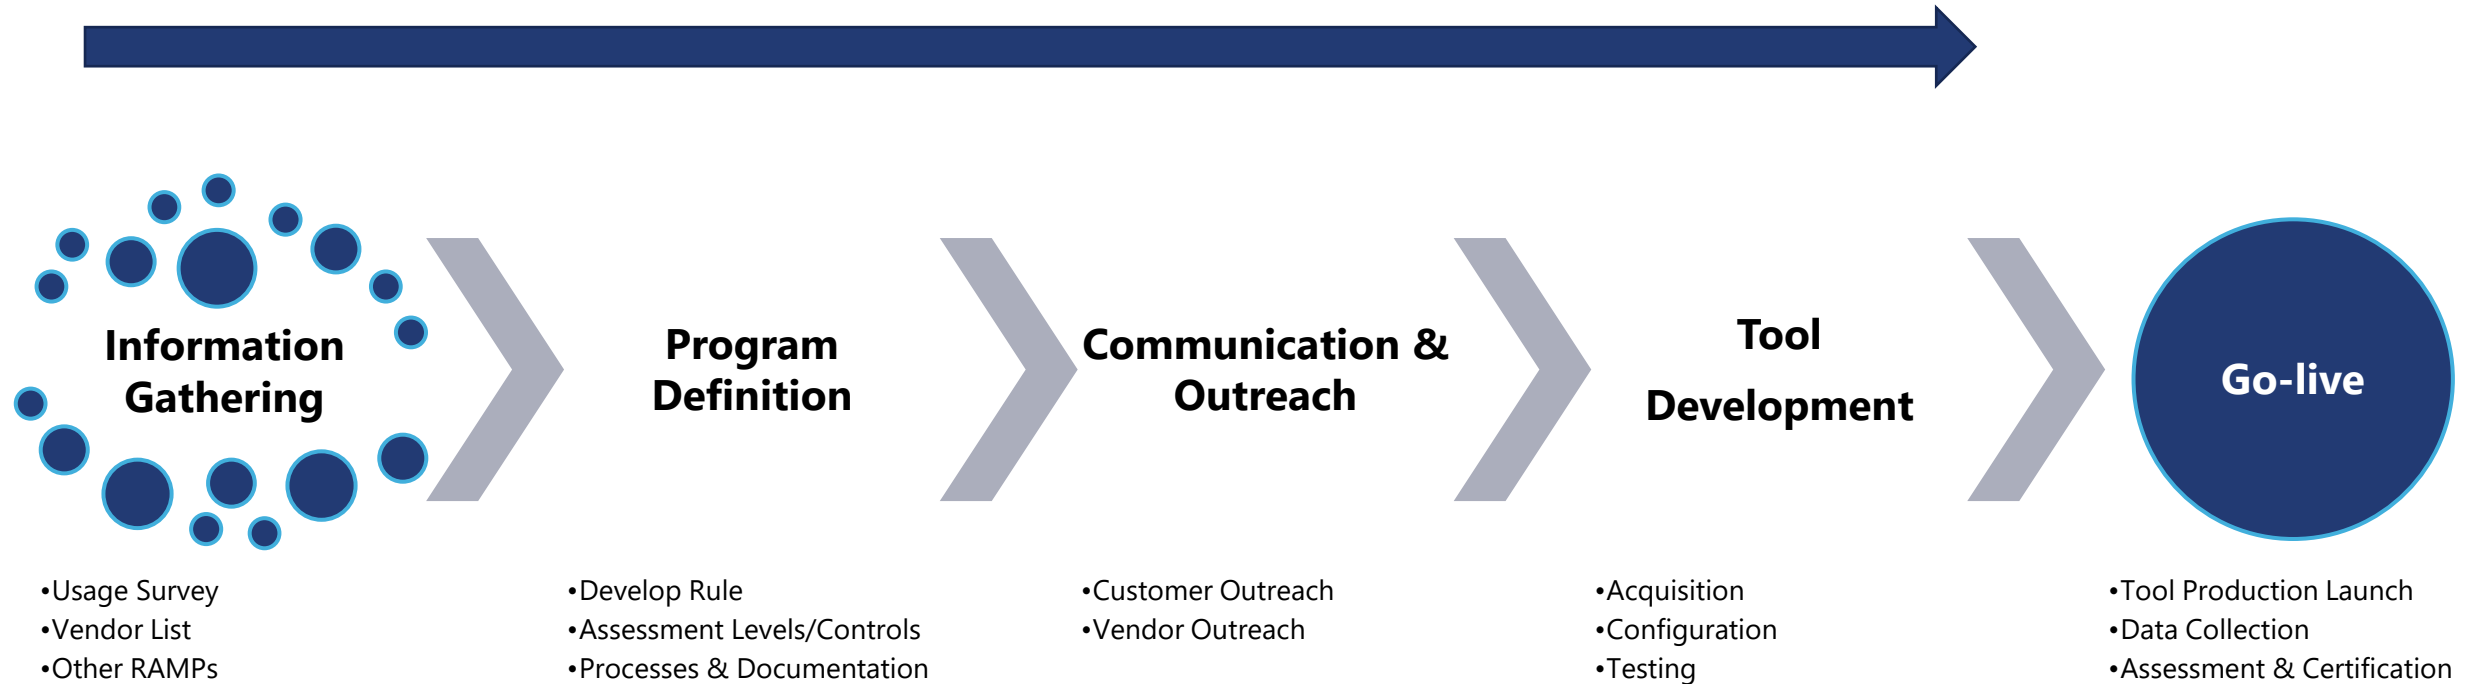 Information
Gathering
Program
Definition
Communication &
Outreach
Tool
Development
Go-live
•Usage Survey
•Vendor List
•Other RAMPs
•Develop Rule
•Assessment Levels/Controls
•Processes & Documentation
•Customer Outreach
•Vendor Outreach
•Acquisition
•Configuration
•Testing
•Tool Production Launch
•Data Collection
•Assessment & Certification